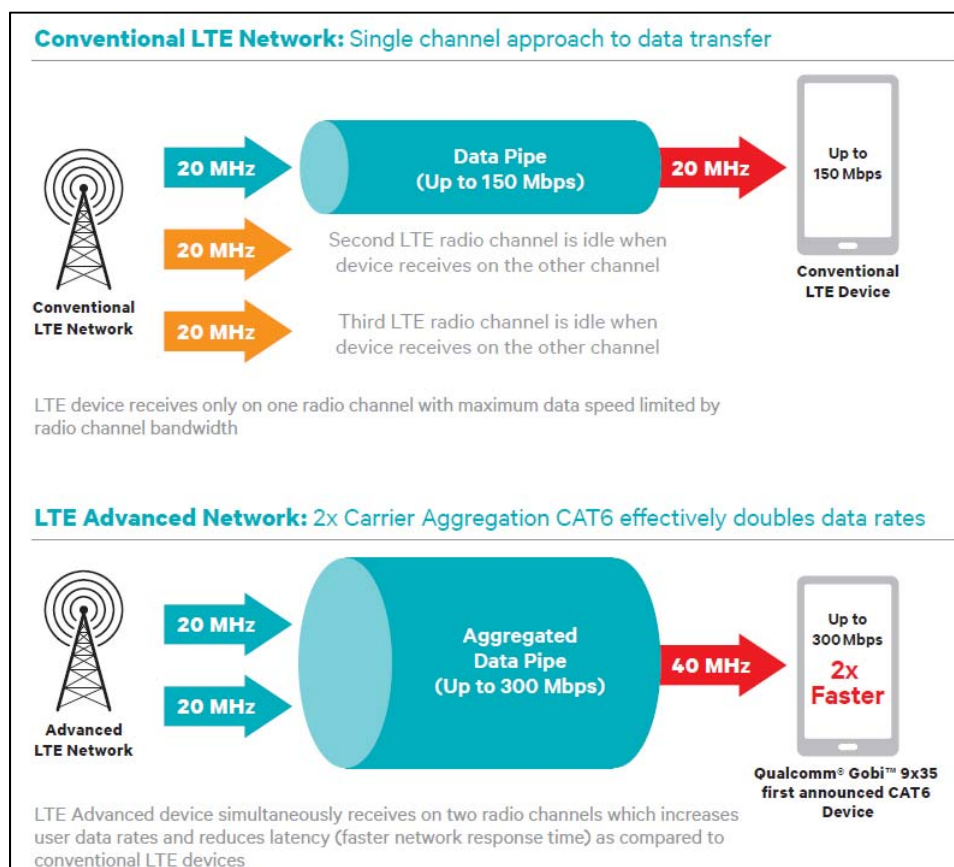 Conventional LTE Network: Single channel approach to data transfer
20 MHz
Data Pipe
(Up to 150 Mbps)
20 MHz
Up to
150 Mbps
20 MHz
Second LTE radio channel is idle when
device receives on the other channel
Conventional
LTE Device
Conventional
LTE Network
20 MHz
Third LTE radio channel is idle when
device receives on the other channel
LTE device receives only on one radio channel with maximum data speed limited by
radio channel bandwidth
LTE Advanced Network: 2x Carrier Aggregation CAT6 effectively doubles data rates
20 MHz
20 MHz
Aggregated
Data Pipe
(Up to 300 Mbps)
40 MHz
Up to
300 Mbps
2x
Faster
Advanced
LTE Network
Qualcomm® Gobi™ 9x35
first announced CAT6
Device
LTE Advanced device simultaneously receives on two radio channels which increases
user data rates and reduces latency (faster network response time) as compared to
conventional LTE devices